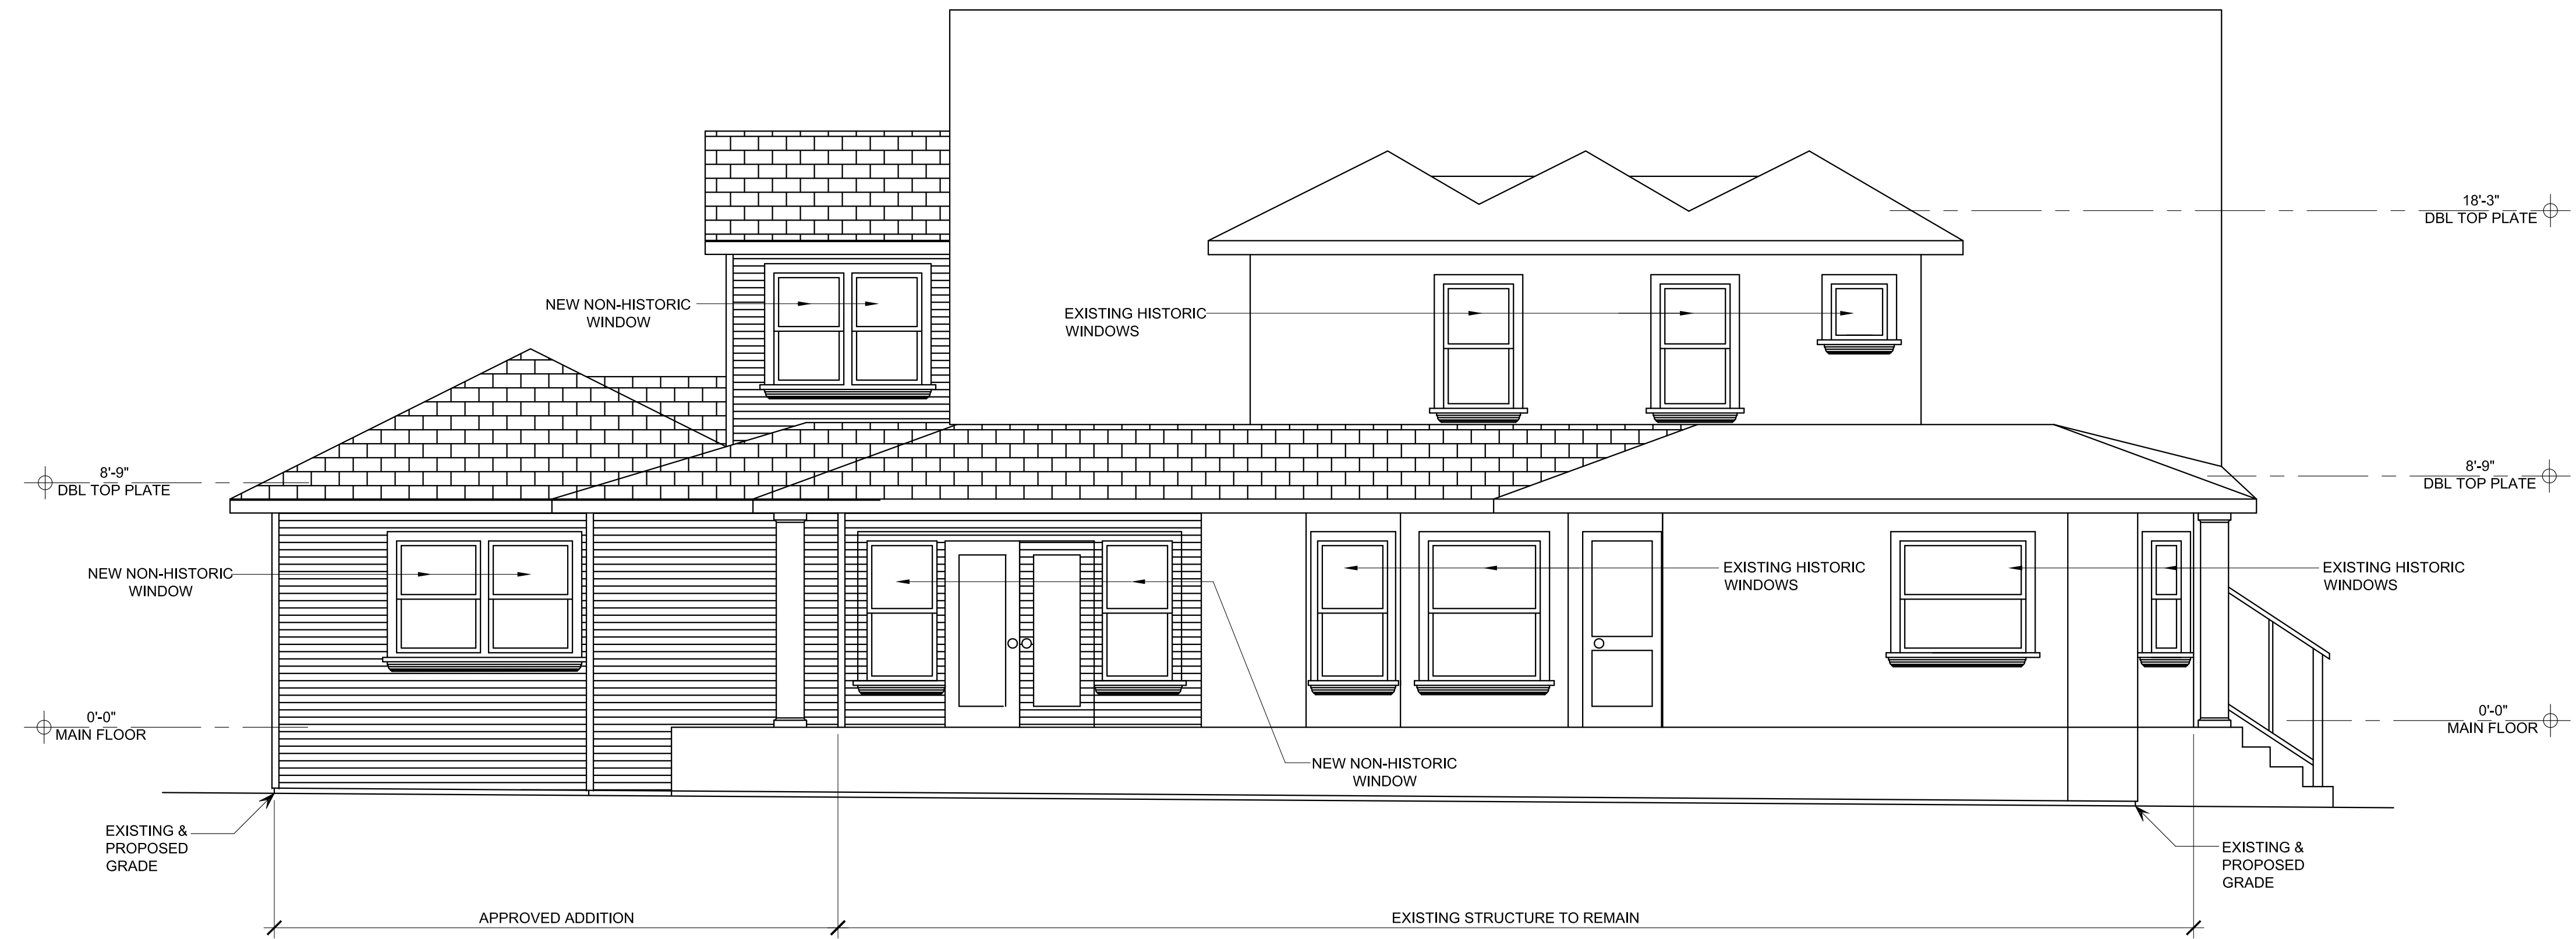 18'-3"
DBL TOP PLATE
NEW NON-HISTORIC
WINDOW
EXISTING HISTORIC
WINDOWS
8'-9"
DBL TOP PLATE
8'-9"
DBL TOP PLATE
NEW NON-HISTORIC
WINDOW
EXISTING HISTORIC
WINDOWS
EXISTING HISTORIC
WINDOWS
0'-0"
MAIN FLOOR
0'-0"
MAIN FLOOR
NEW NON-HISTORIC
WINDOW
EXISTING &
PROPOSED
GRADE
EXISTING &
PROPOSED
GRADE
APPROVED ADDITION
EXISTING STRUCTURE TO REMAIN